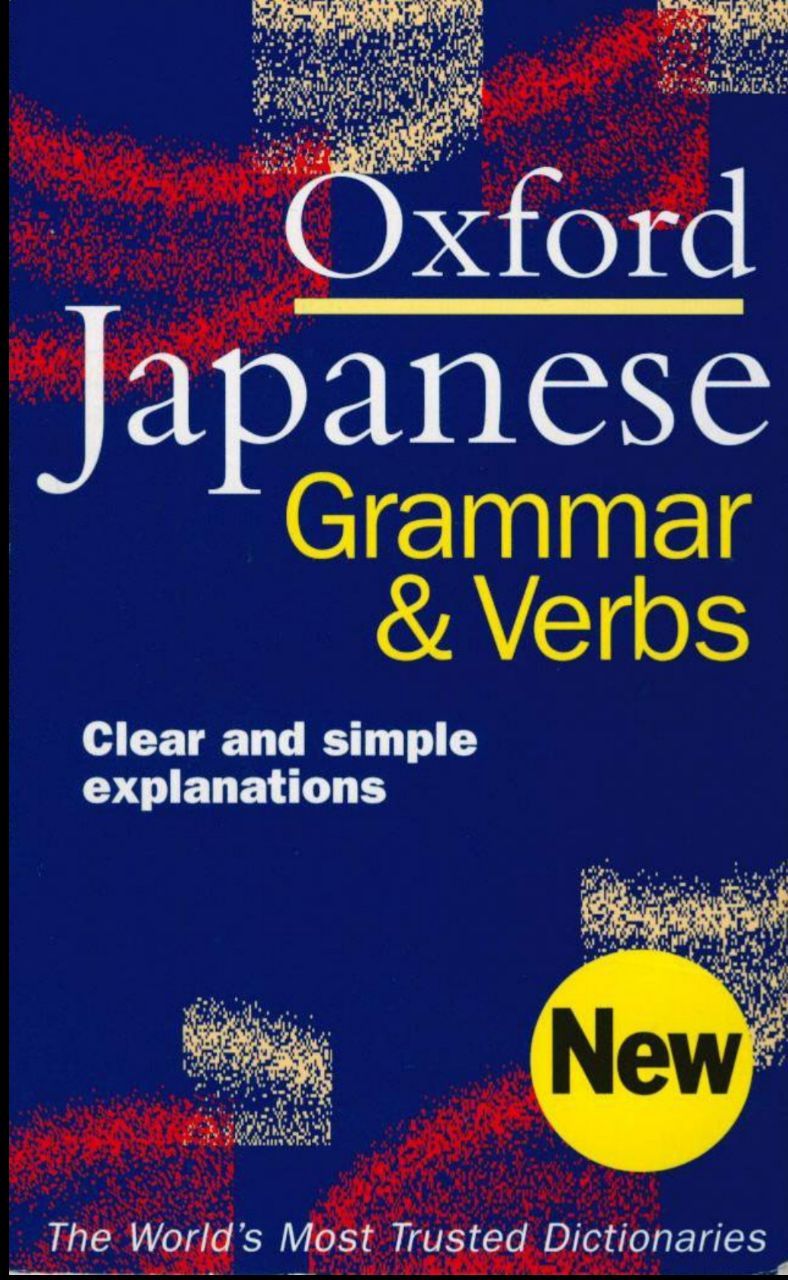 Oxford
Japanese
Grammar
& Verbs
Clear and simple
explanations
New
The World's Most Trusted Dictionaries